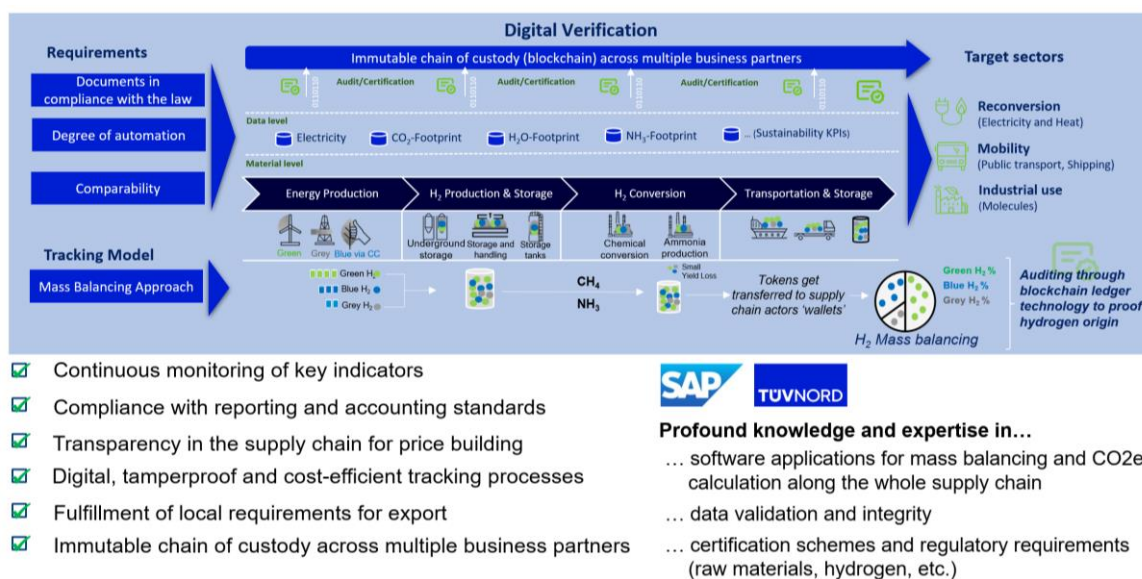 Digital Verification
Requirements
Immutable chain of custody (blockchain) across multiple business partners
Target sectors
Documents in
compliance with the law
Audit/Certification
Audit/Certification
Audit/Certification
0110110
0110110
0110110
0110110
Data level
Degree of automation
Electricity
CO₂-Footprint
H₂O-Footprint
NH₃-Footprint
... (Sustainability KPIs)
Reconversion
(Electricity and Heat)
Material level
Mobility
(Public transport, Shipping)
Comparability
Energy Production
H₂ Production & Storage
H₂ Conversion
Transportation & Storage
Industrial use
(Molecules)
Green
Grey
Blue via CC
Underground
storage
Storage and
handling
Storage
tanks
Chemical
conversion
Ammonia
production
Tracking Model
Mass Balancing Approach
Green H₂
Blue H₂
Grey H₂
CH₄
NH₃
Small
Yield Loss
Tokens get
transferred to supply
chain actors 'wallets'
Green H₂ %
Blue H₂ %
Grey H₂ %
H₂ Mass balancing
Auditing through
blockchain ledger
technology to proof
hydrogen origin
Continuous monitoring of key indicators
Compliance with reporting and accounting standards
Transparency in the supply chain for price building
Digital, tamperproof and cost-efficient tracking processes
Fulfillment of local requirements for export
Immutable chain of custody across multiple business partners
SAP
TÜVNORD
Profound knowledge and expertise in…
… software applications for mass balancing and CO2e
calculation along the whole supply chain
… data validation and integrity
… certification schemes and regulatory requirements
(raw materials, hydrogen, etc.)